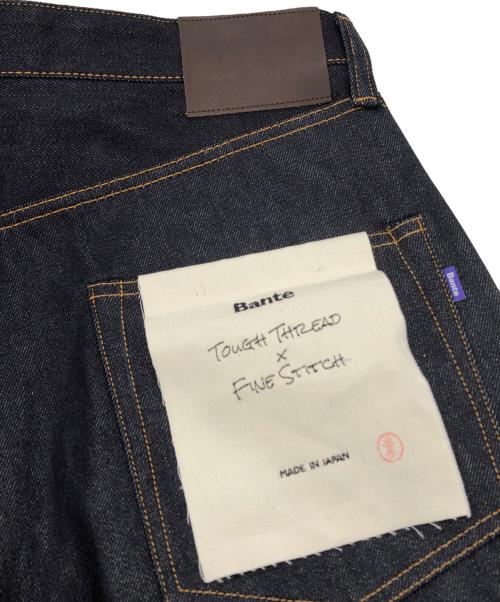 Bante
TOUGH THREAD
X
FINE STITCH
MADE IN JAPAN
Bante